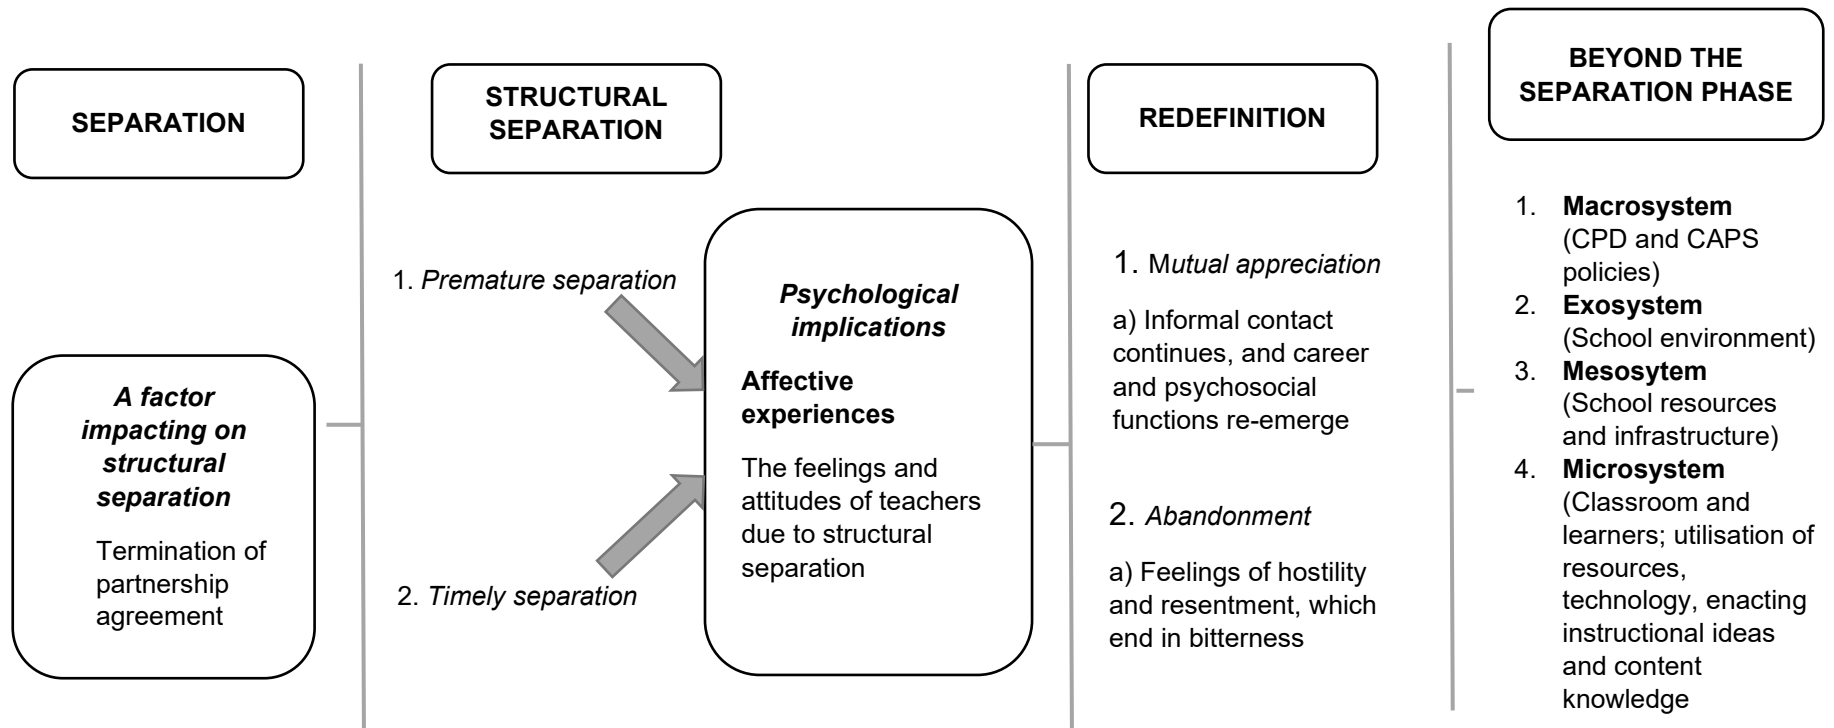 SEPARATION
A factor
impacting on
structural
separation
Termination of
partnership
agreement
STRUCTURAL
SEPARATION
1. Premature separation
2. Timely separation
Psychological
implications
Affective
experiences
The feelings and
attitudes of teachers
due to structural
separation
REDEFINITION
1. Mutual appreciation
a) Informal contact
continues, and career
and psychosocial
functions re-emerge
2. Abandonment
a) Feelings of hostility
and resentment, which
end in bitterness
BEYOND THE
SEPARATION PHASE
1. Macrosystem
(CPD and CAPS
policies)
2. Exosystem
(School environment)
3. Mesosytem
(School resources
and infrastructure)
4. Microsystem
(Classroom and
learners; utilisation of
resources,
technology, enacting
instructional ideas
and content
knowledge